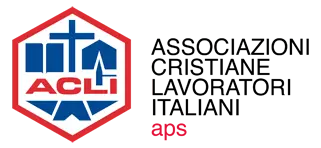 ACLI
ASSOCIAZIONI
CRISTIANE
LAVORATORI
ITALIANI
aps